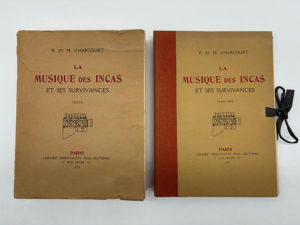 R. ET M. D'HARCOURT
LA
MUSIQUE DES INCAS
ET SES SURVIVANCES
TEXTE
PARIS
LIBRAIRIE ORIENTALISTE PAUL GEUTHNER
R. ET M. D'HARCOURT
LA
MUSIQUE DES INCAS
ET SES SURVIVANCES
PLANCHES
PARIS
LIBRAIRIE ORIENTALISTE PAUL GEUTHNER